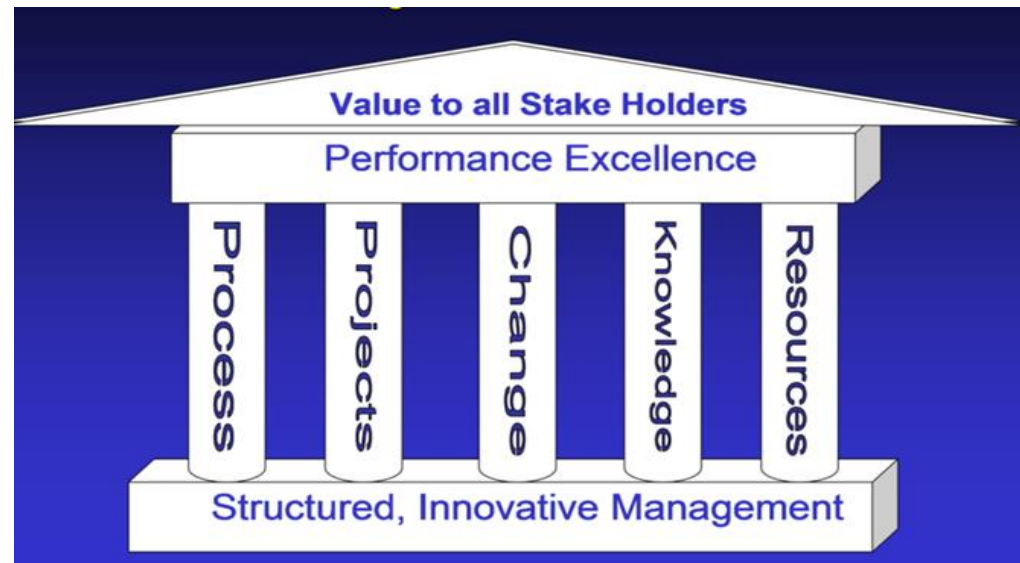 Value to all Stake Holders
Performance Excellence
Process
Projects
Change
Knowledge
Resources
Structured, Innovative Management